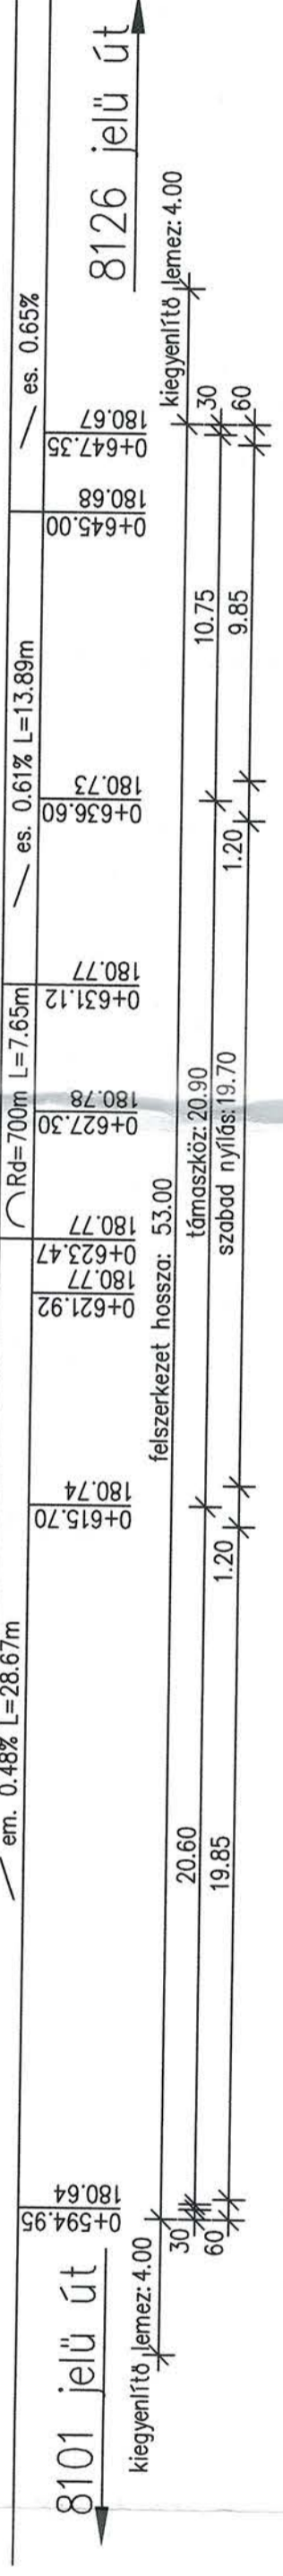 em. 0.48% L=28.67m
Rd=700m L=7.65m
es. 0.61% L=13.89m
es. 0.65%
0+594.95
180.64
0+615.70
180.74
0+621.92
180.77
0+623.47
180.77
0+627.30
180.78
0+631.12
180.77
0+636.60
180.73
0+645.00
180.68
0+647.35
180.67
8101 jelü út
8126 jelü út
kiegyenlítő lemez: 4.00
felszerkezet hossza: 53.00
kiegyenlítő lemez: 4.00
30
20.60
támaszköz: 20.90
10.75
30
60
19.85
1.20
szabad nyílás: 19.70
1.20
9.85
60